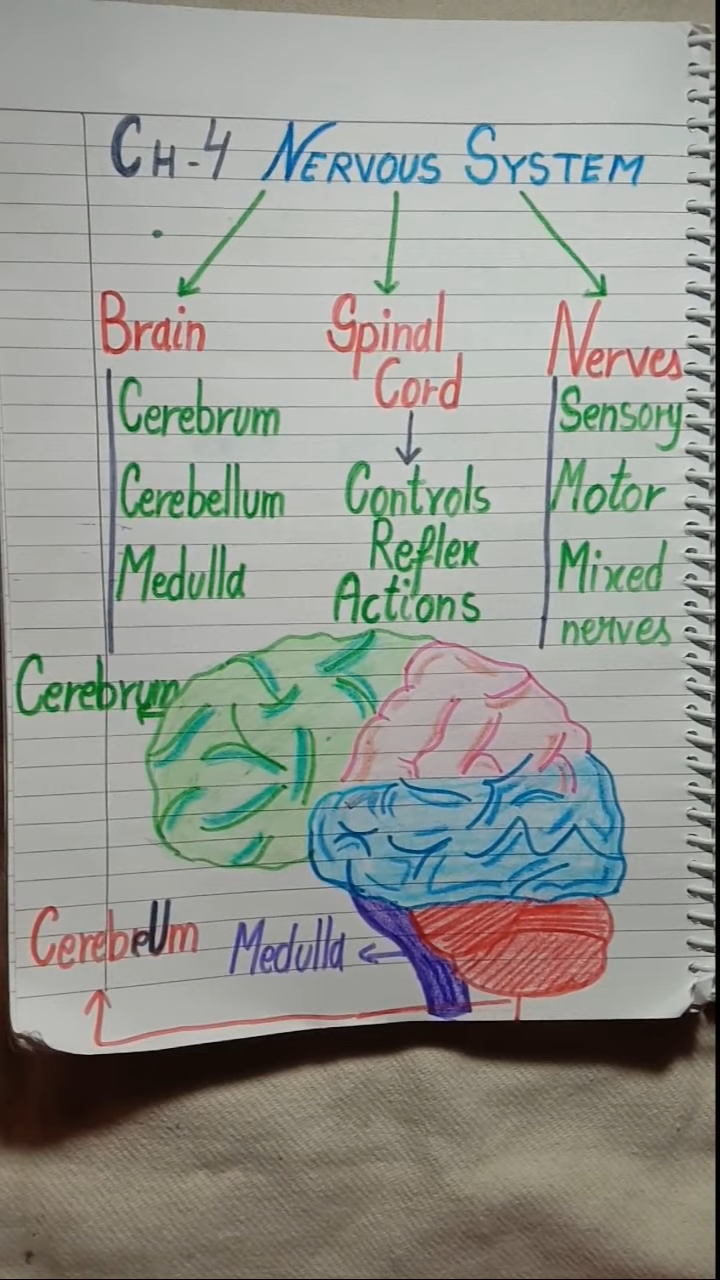 CH-4 NERVOUS SYSTEM
Brain
Cerebrum
Cerebellum
Medulla
Spinal
Cord
Controls
Reflex
Actions
Nerves
Sensory
Motor
Mixed
nerves
Cerebrum
Cerebellm
Medulla